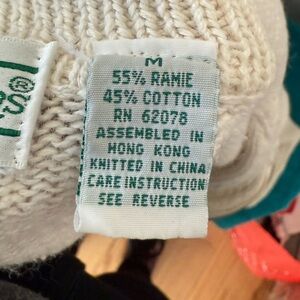 M
55% RAMIE
45% COTTON
RN 62078
ASSEMBLED IN
HONG KONG
KNITTED IN CHINA
CARE INSTRUCTION
SEE REVERSE